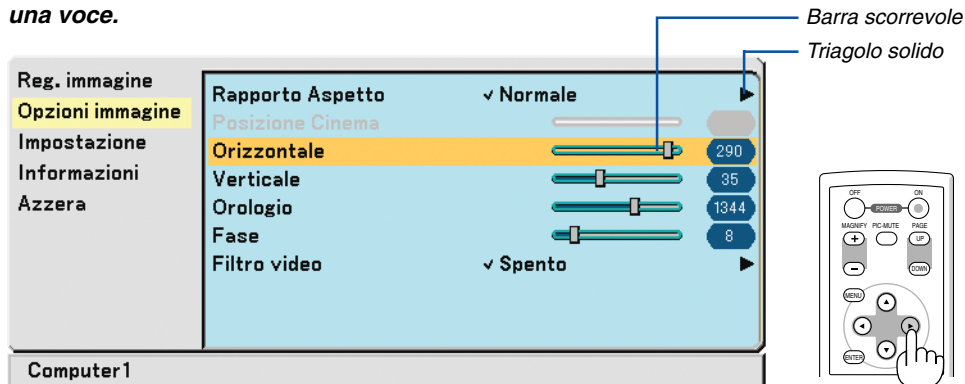 una voce.
Barra scorrevole
Triagolo solido
Reg. immagine
Opzioni immagine
Impostazione
Informazioni
Azzera
Rapporto Aspetto ✓ Normale ▶
Posizione Cinema
Orizzontale 290
Verticale 35
Orologio 1344
Fase 8
Filtro video ✓ Spento ▶
Computer1
OFF ON
POWER
MAGNIFY PIC-MUTE PAGE
+ UP
− DOWN
MENU
ENTER